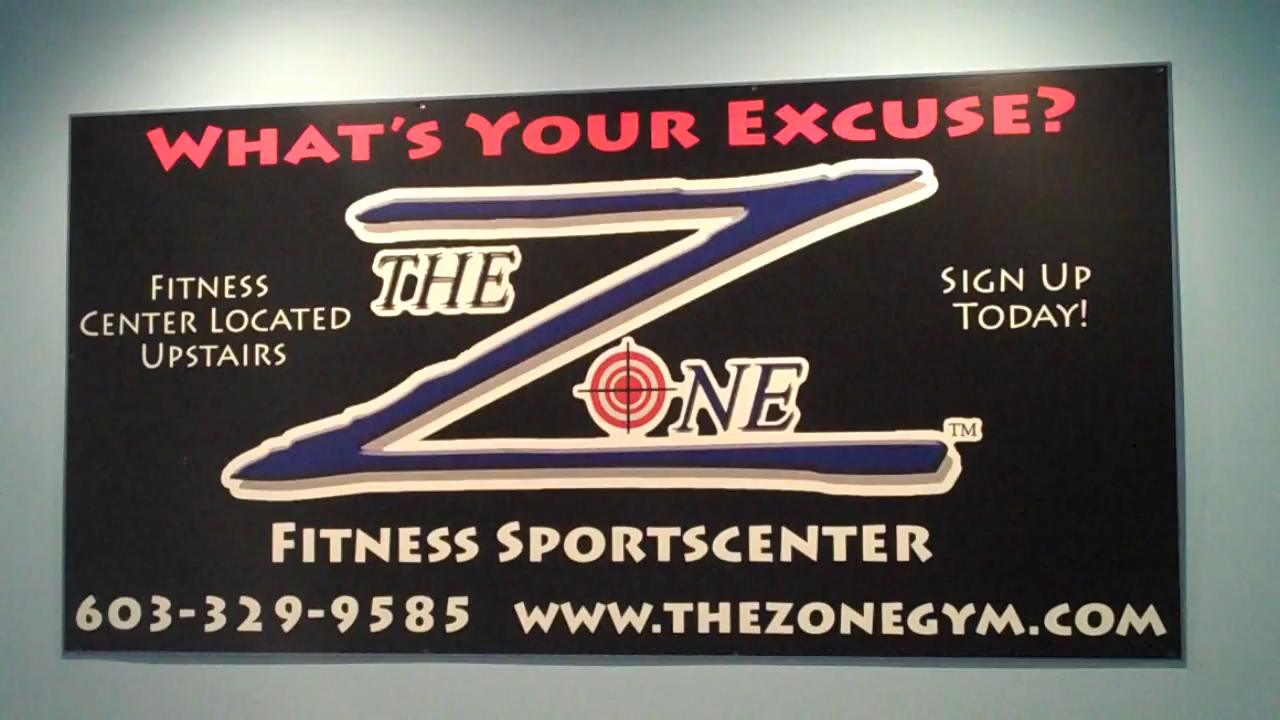 WHAT'S YOUR EXCUSE?
THE
ZONE
TM
FITNESS
CENTER LOCATED
UPSTAIRS
SIGN UP
TODAY!
FITNESS SPORTSCENTER
603-329-9585 WWW.THEZONEGYM.COM